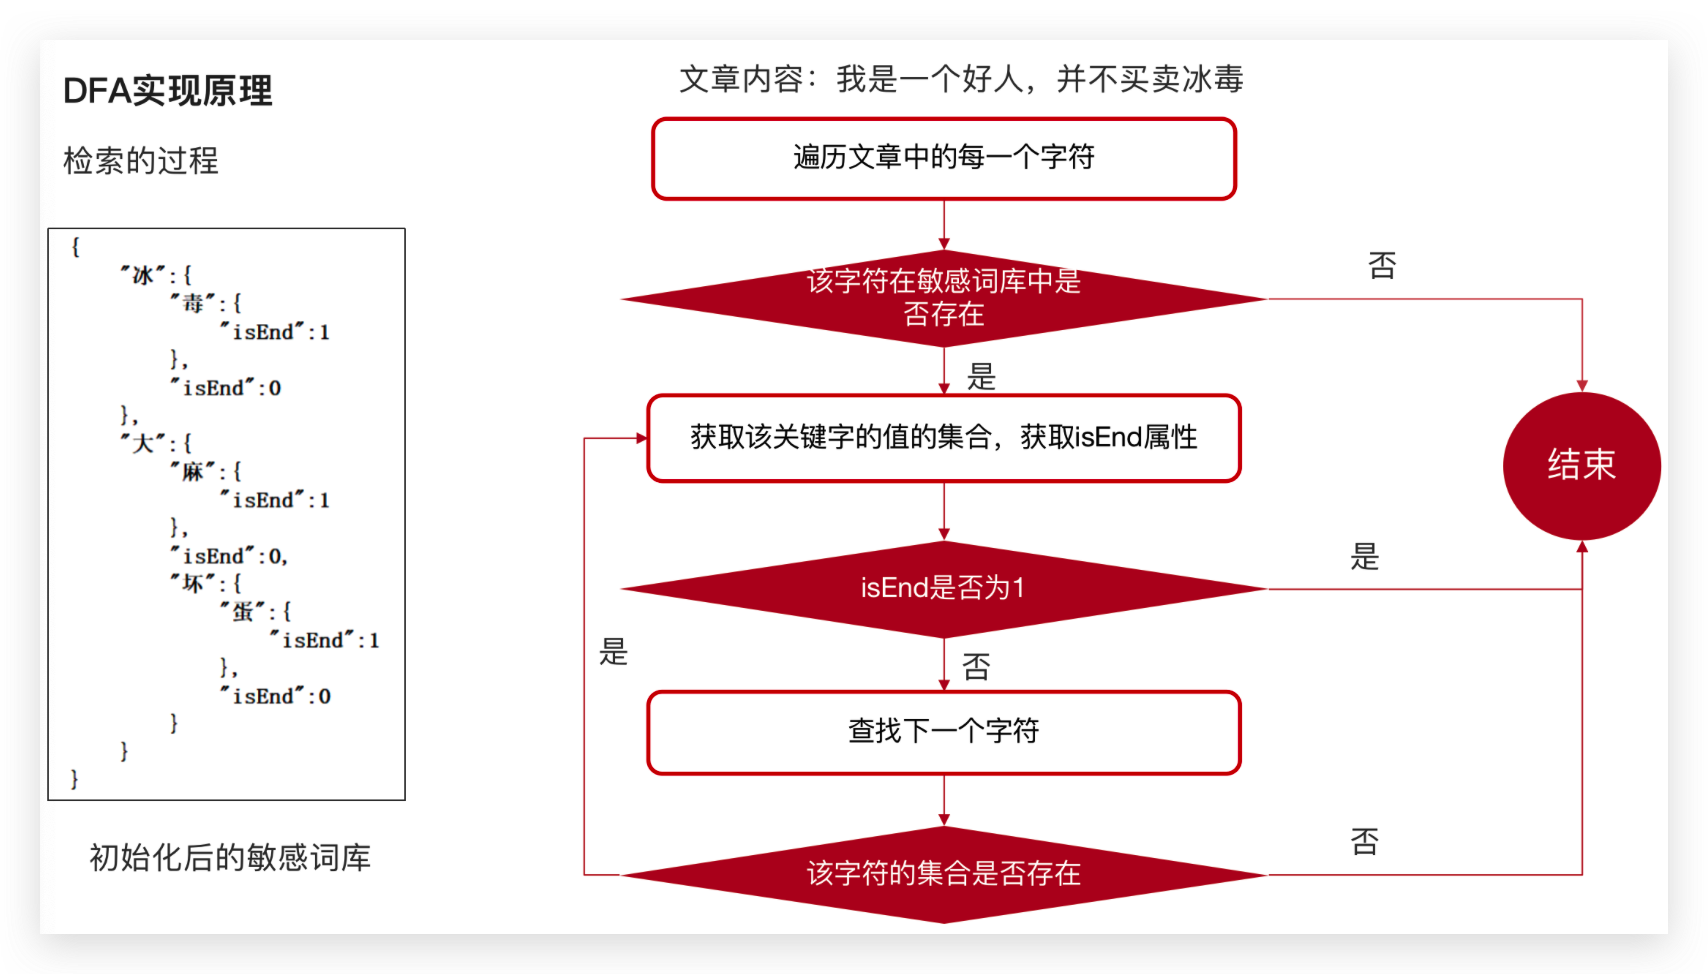 DFA实现原理
检索的过程
{
"冰":{
"毒":{
"isEnd":1
},
"isEnd":0
},
"大":{
"麻":{
"isEnd":1
},
"isEnd":0,
"坏":{
"蛋":{
"isEnd":1
},
"isEnd":0
}
}
}
初始化后的敏感词库
文章内容：我是一个好人，并不买卖冰毒
遍历文章中的每一个字符
该字符在敏感词库中是
否存在
否
是
获取该关键字的值的集合，获取isEnd属性
结束
isEnd是否为1
是
否
是
查找下一个字符
该字符的集合是否存在
否